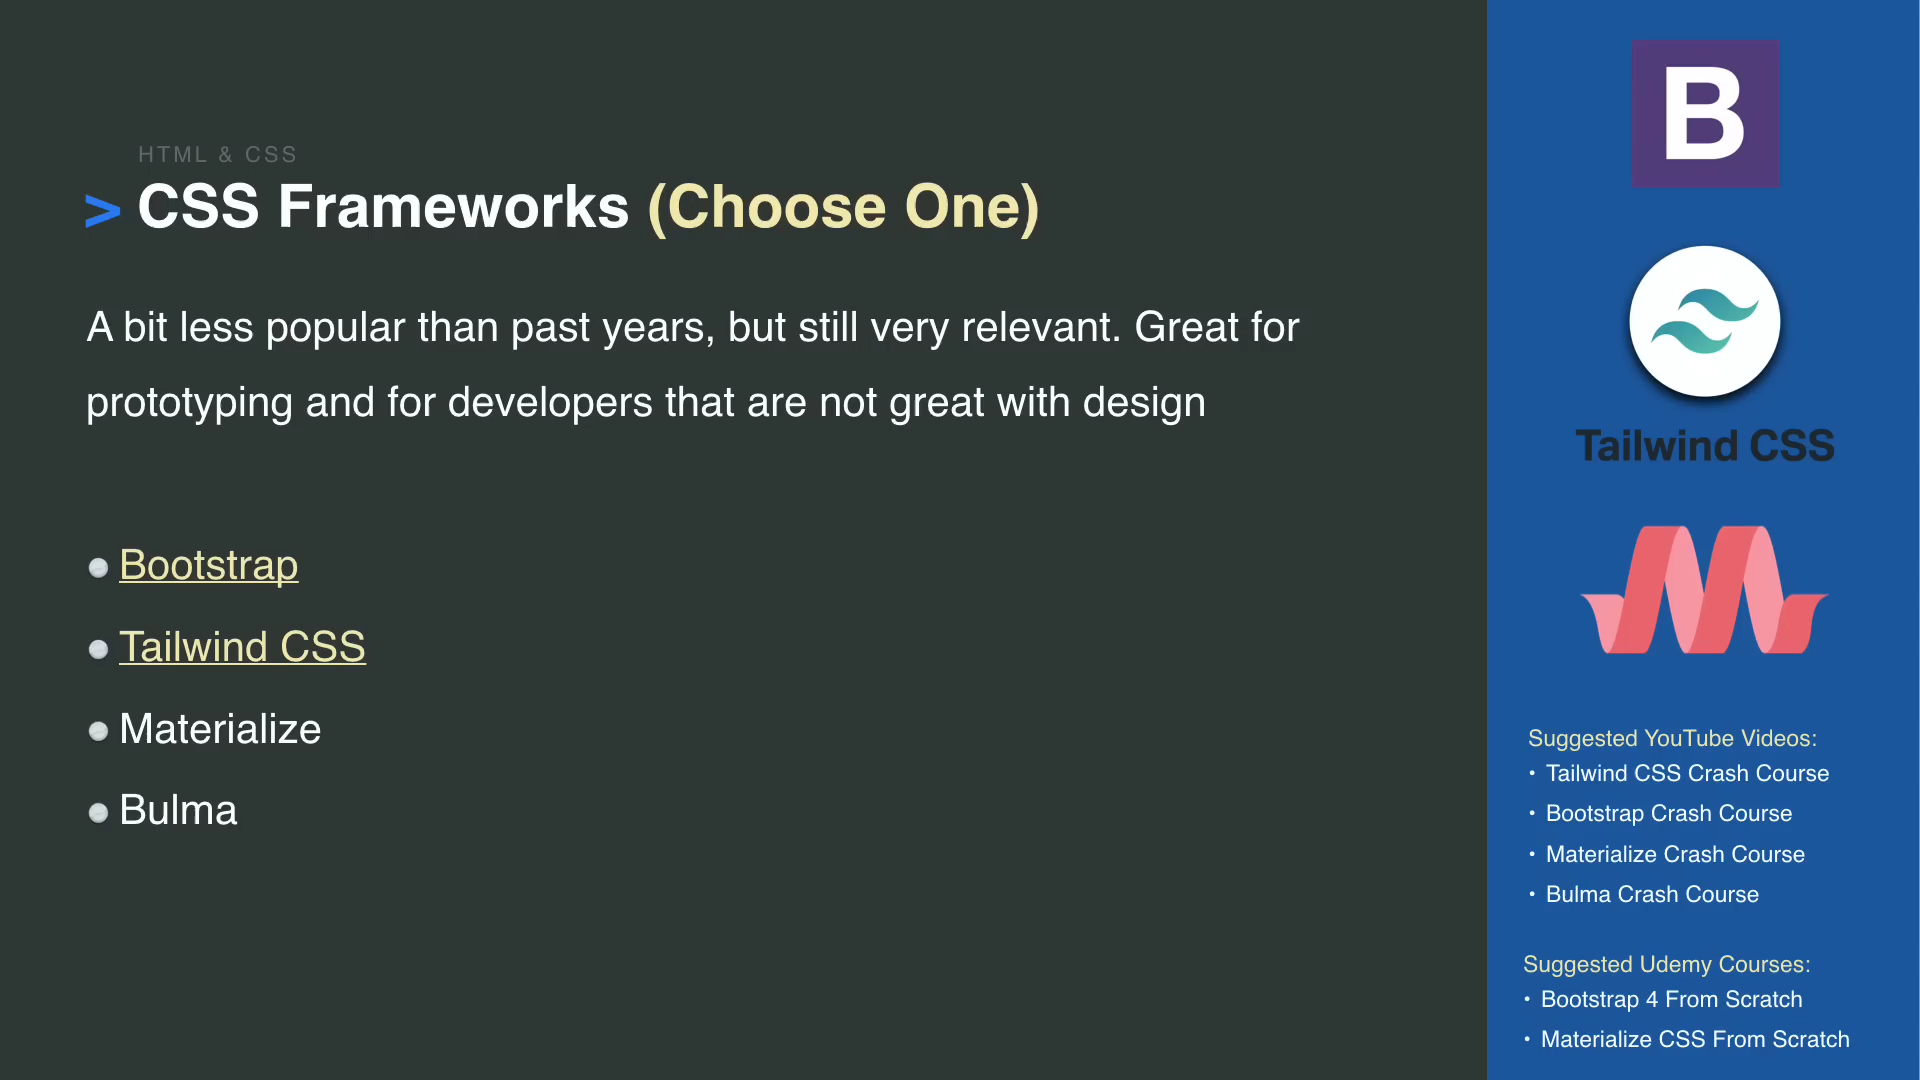 HTML & CSS
> CSS Frameworks (Choose One)
A bit less popular than past years, but still very relevant. Great for
prototyping and for developers that are not great with design
Bootstrap
Tailwind CSS
Materialize
Bulma
B
Tailwind CSS
Suggested YouTube Videos:
• Tailwind CSS Crash Course
• Bootstrap Crash Course
• Materialize Crash Course
• Bulma Crash Course
Suggested Udemy Courses:
• Bootstrap 4 From Scratch
• Materialize CSS From Scratch